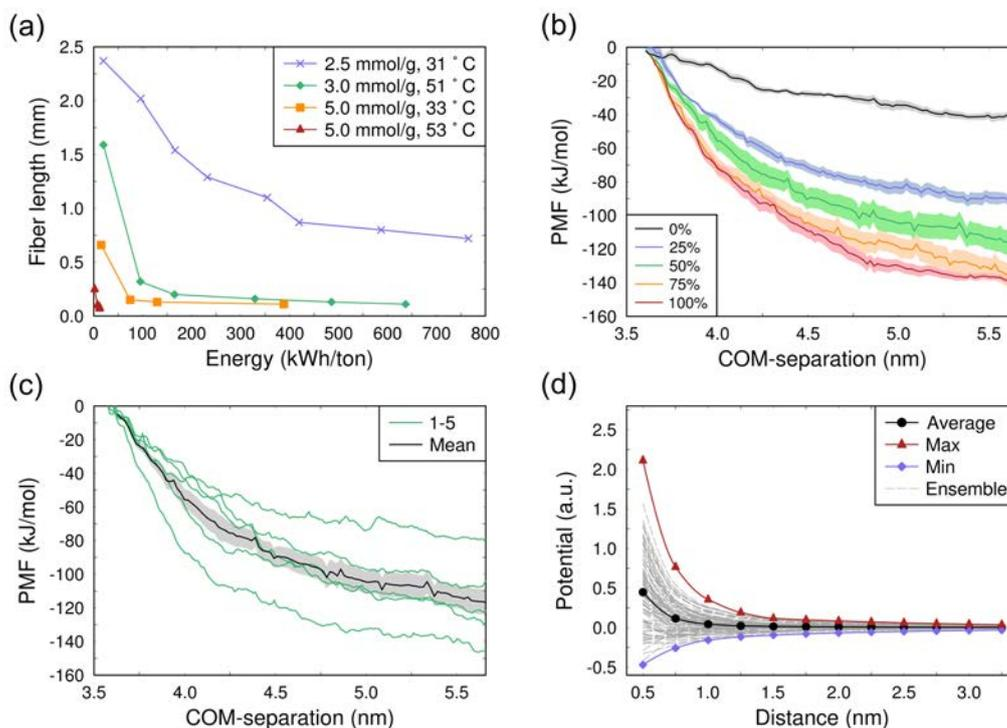 (a)
2.5
2.0
1.5
1.0
0.5
0.0
Fiber length (mm)
2.5 mmol/g, 31 °C
3.0 mmol/g, 51 °C
5.0 mmol/g, 33 °C
5.0 mmol/g, 53 °C
0 100 200 300 400 500 600 700 800
Energy (kWh/ton)
(b)
0
-20
-40
-60
-80
-100
-120
-140
-160
PMF (kJ/mol)
0%
25%
50%
75%
100%
3.5 4.0 4.5 5.0 5.5
COM-separation (nm)
(c)
0
-20
-40
-60
-80
-100
-120
-140
-160
PMF (kJ/mol)
1-5
Mean
3.5 4.0 4.5 5.0 5.5
COM-separation (nm)
(d)
2.5
2.0
1.5
1.0
0.5
0.0
-0.5
Potential (a.u.)
Average
Max
Min
Ensemble
0.5 1.0 1.5 2.0 2.5 3.0
Distance (nm)